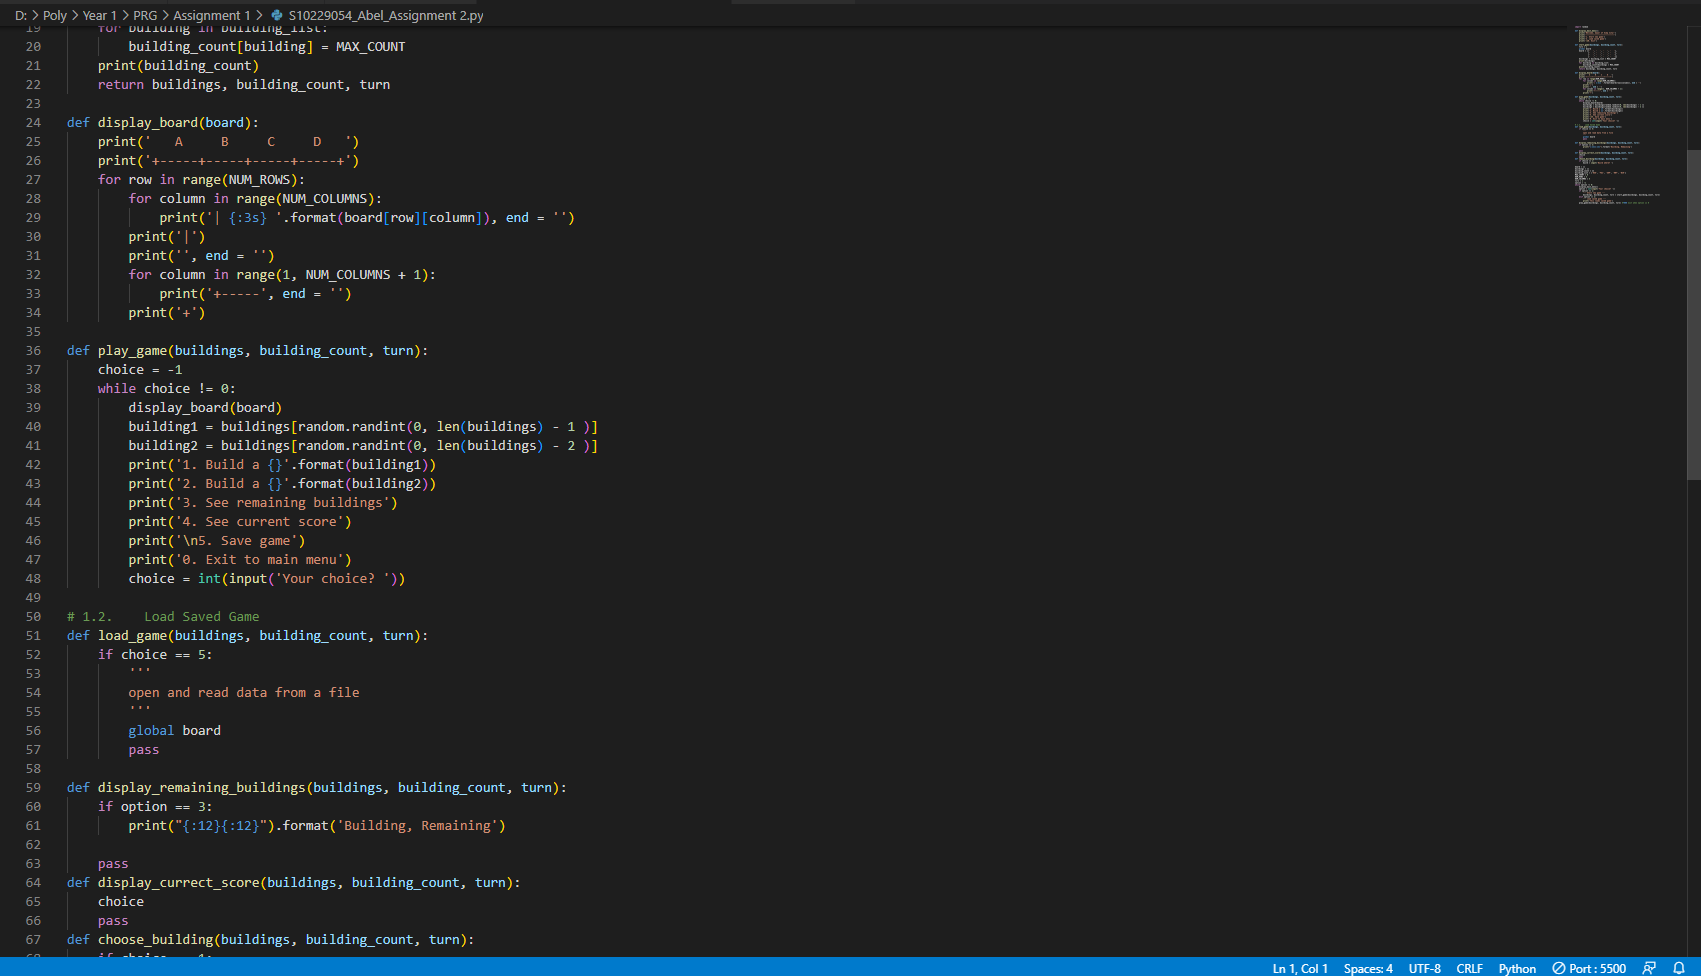 D: > Poly > Year 1 > PRG > Assignment 1 > S10229054_Abel_Assignment 2.py
19 for building in building_list:
20 building_count[building] = MAX_COUNT
21 print(building_count)
22 return buildings, building_count, turn
23
24 def display_board(board):
25 print('   A     B     C     D   ')
26 print('+-----+-----+-----+-----+')
27 for row in range(NUM_ROWS):
28 for column in range(NUM_COLUMNS):
29 print('| {:3s} '.format(board[row][column]), end = '')
30 print('|')
31 print('', end = '')
32 for column in range(1, NUM_COLUMNS + 1):
33 print('+-----', end = '')
34 print('+')
35
36 def play_game(buildings, building_count, turn):
37 choice = -1
38 while choice != 0:
39 display_board(board)
40 building1 = buildings[random.randint(0, len(buildings) - 1 )]
41 building2 = buildings[random.randint(0, len(buildings) - 2 )]
42 print('1. Build a {}'.format(building1))
43 print('2. Build a {}'.format(building2))
44 print('3. See remaining buildings')
45 print('4. See current score')
46 print('\n5. Save game')
47 print('0. Exit to main menu')
48 choice = int(input('Your choice? '))
49
50 # 1.2.    Load Saved Game
51 def load_game(buildings, building_count, turn):
52 if choice == 5:
53 '''
54 open and read data from a file
55 '''
56 global board
57 pass
58
59 def display_remaining_buildings(buildings, building_count, turn):
60 if option == 3:
61 print("{:12}{:12}").format('Building, Remaining')
62
63 pass
64 def display_currect_score(buildings, building_count, turn):
65 choice
66 pass
67 def choose_building(buildings, building_count, turn):
68 if choice == 1:
Ln 1, Col 1 Spaces: 4 UTF-8 CRLF Python Port : 5500